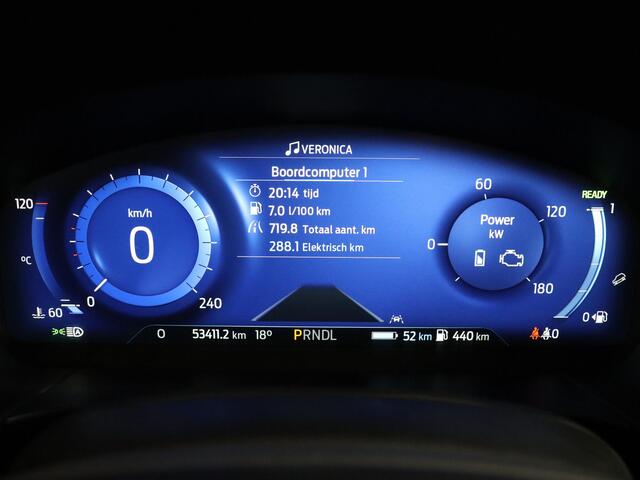 VERONICA
Boordcomputer 1
20:14 tijd
7.0 l/100 km
719.8 Totaal aant. km
288.1 Elektrisch km
120
°C
60
km/h
0
0
240
60
Power
kW
0
120
180
READY
1
0
0 53411.2 km 18° PRNDL 52 km 440 km